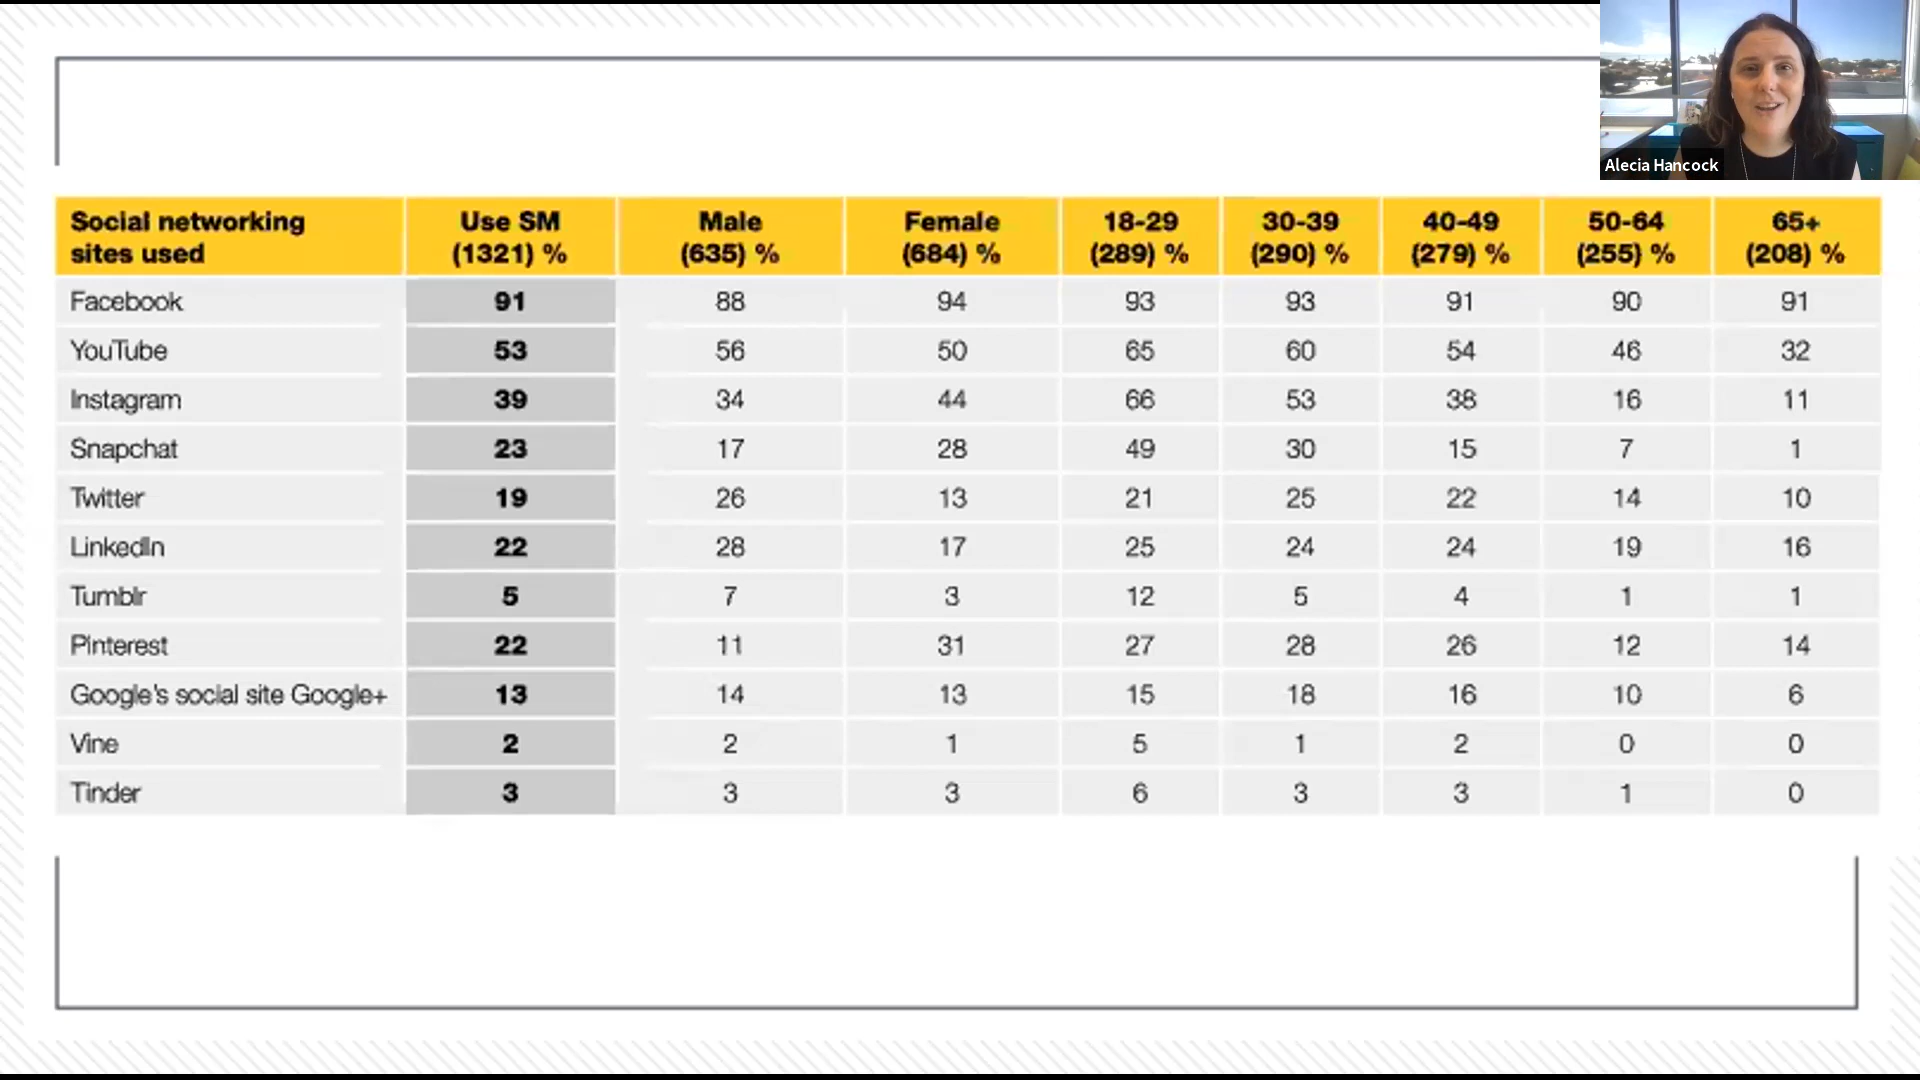 Alecia Hancock
Social networking sites used Use SM (1321) % Male (635) % Female (684) % 18-29 (289) % 30-39 (290) % 40-49 (279) % 50-64 (255) % 65+ (208) %
Facebook 91 88 94 93 93 91 90 91
YouTube 53 56 50 65 60 54 46 32
Instagram 39 34 44 66 53 38 16 11
Snapchat 23 17 28 49 30 15 7 1
Twitter 19 26 13 21 25 22 14 10
LinkedIn 22 28 17 25 24 24 19 16
Tumblr 5 7 3 12 5 4 1 1
Pinterest 22 11 31 27 28 26 12 14
Google's social site Google+ 13 14 13 15 18 16 10 6
Vine 2 2 1 5 1 2 0 0
Tinder 3 3 3 6 3 3 1 0